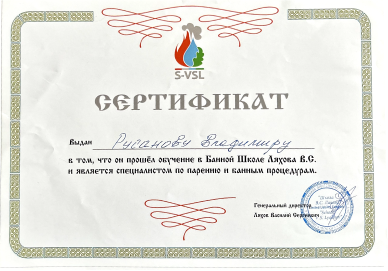 S-VSL
СЕРТИФИКАТ
Выдан Русанову Владимиру
в том, что он прошёл обучение в Банной Школе Ляхова В.С.
и является специалистом по парению и банным процедурам.
Генеральный директор
Ляхов Василий Сергеевич